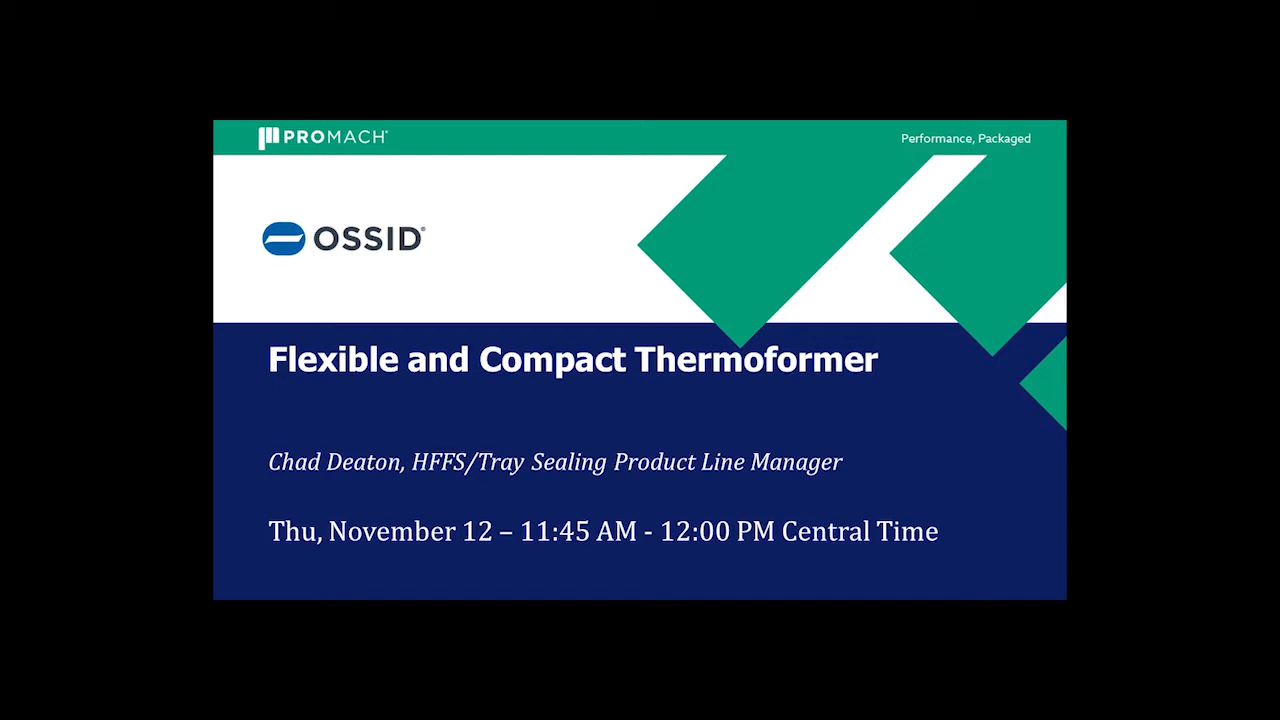 PROMACH®
Performance, Packaged
OSSID®
Flexible and Compact Thermoformer
Chad Deaton, HFFS/Tray Sealing Product Line Manager
Thu, November 12 – 11:45 AM - 12:00 PM Central Time